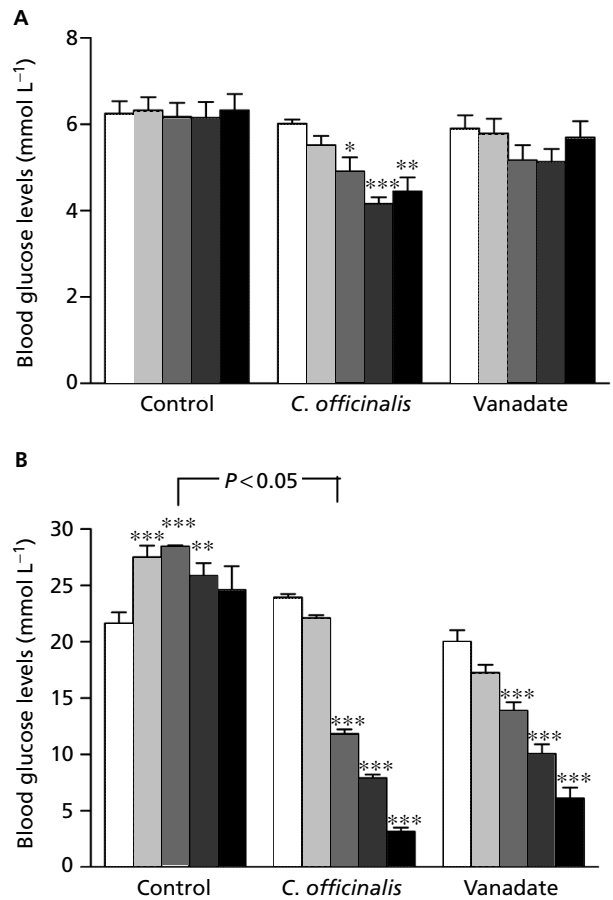 A
Blood glucose levels (mmol L⁻¹)
8
6
4
2
0
*
***
**
Control
C. officinalis
Vanadate
B
P < 0.05
Blood glucose levels (mmol L⁻¹)
30
25
20
15
10
5
0
***
***
**
***
***
***
***
***
***
Control
C. officinalis
Vanadate